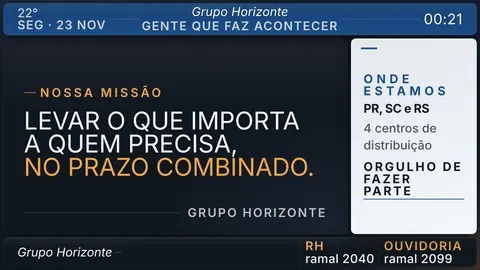 22°
SEG · 23 NOV
Grupo Horizonte
GENTE QUE FAZ ACONTECER
00:21
NOSSA MISSÃO
LEVAR O QUE IMPORTA
A QUEM PRECISA,
NO PRAZO COMBINADO.
GRUPO HORIZONTE
ONDE
ESTAMOS
PR, SC e RS
4 centros de
distribuição
ORGULHO DE
FAZER
PARTE
Grupo Horizonte
RH
ramal 2040
OUVIDORIA
ramal 2099